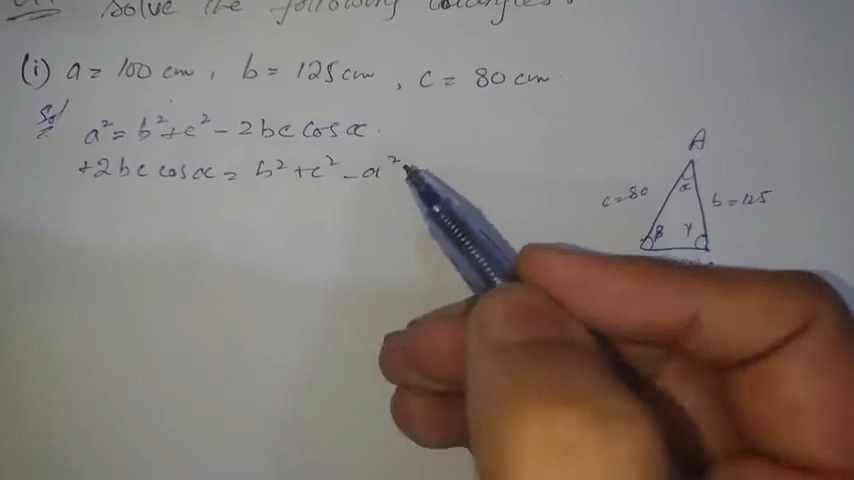 Solve the following triangles.
(i) a = 100 cm, b = 125 cm, c = 80 cm.
Sol
a² = b² + c² - 2bc cos α.
+2bc cos α = b² + c² - a²
A
c = 80
α
b = 125
β γ